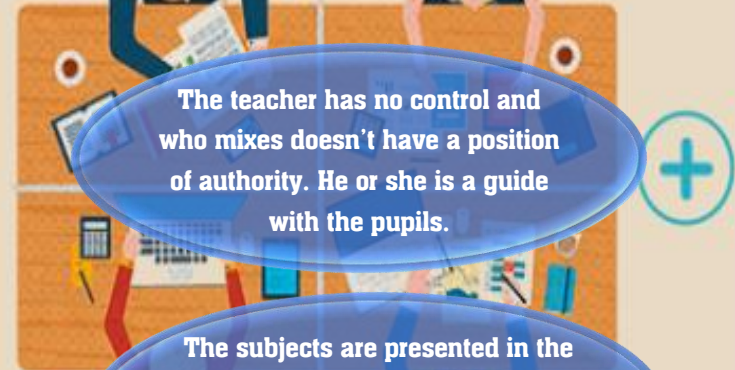 The teacher has no control and
who mixes doesn't have a position
of authority. He or she is a guide
with the pupils.
The subjects are presented in the